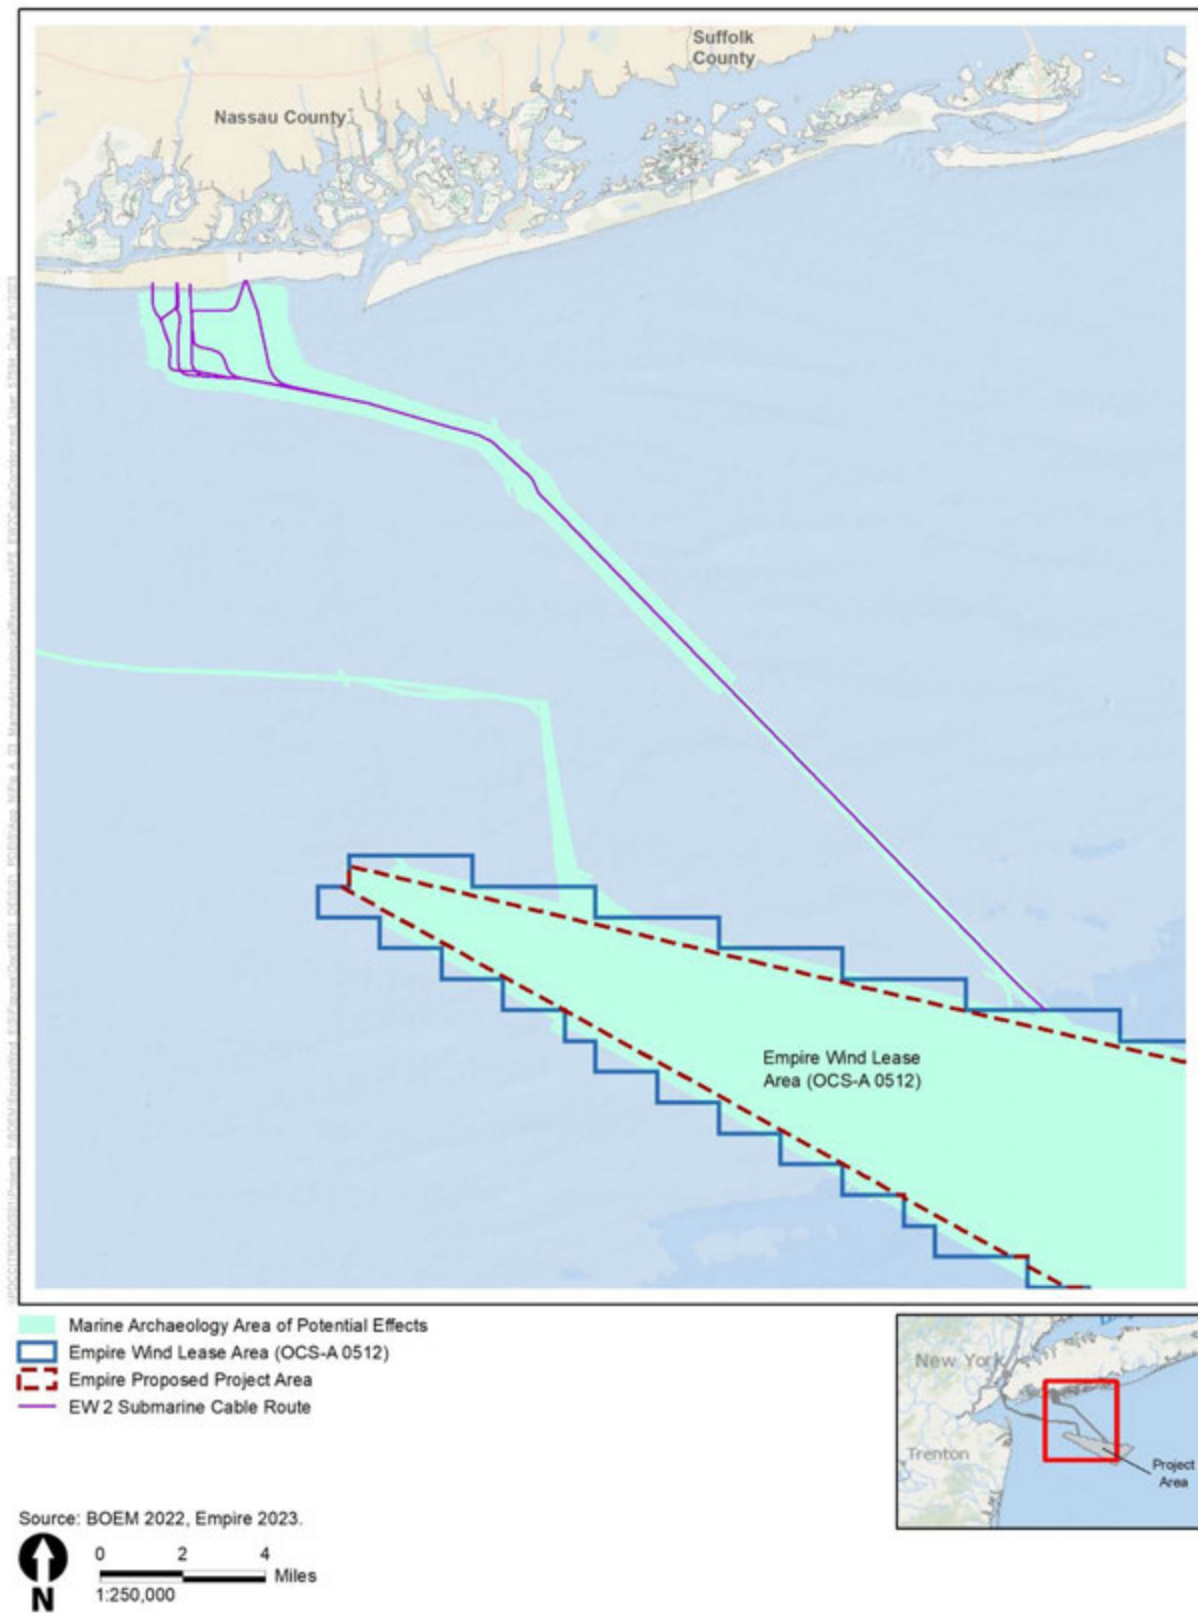 Suffolk
County
Nassau County
Empire Wind Lease
Area (OCS-A 0512)
Marine Archaeology Area of Potential Effects
Empire Wind Lease Area (OCS-A 0512)
Empire Proposed Project Area
EW 2 Submarine Cable Route
New York
Trenton
Project
Area
Source: BOEM 2022, Empire 2023.
0 2 4
Miles
1:250,000
N